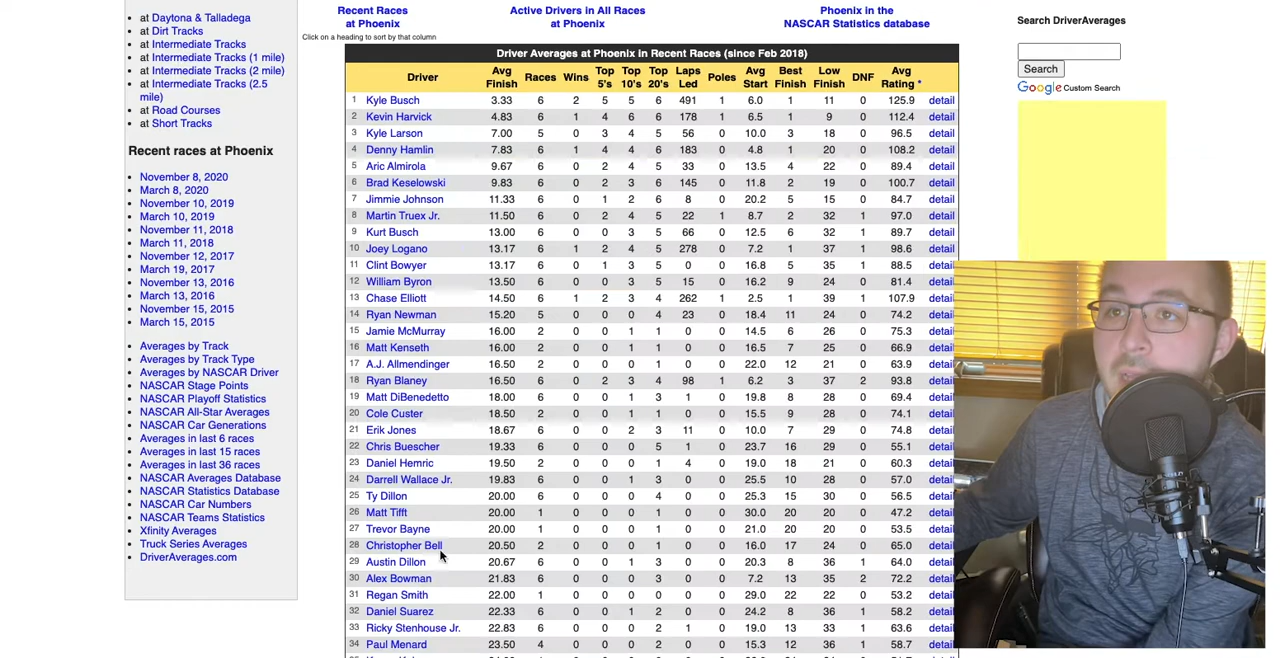 at Daytona & Talladega
at Dirt Tracks
at Intermediate Tracks
at Intermediate Tracks (1 mile)
at Intermediate Tracks (2 mile)
at Intermediate Tracks (2.5
mile)
at Road Courses
at Short Tracks
Recent races at Phoenix
November 8, 2020
March 8, 2020
November 10, 2019
March 10, 2019
November 11, 2018
March 11, 2018
November 12, 2017
March 19, 2017
November 13, 2016
March 13, 2016
November 15, 2015
March 15, 2015
Averages by Track
Averages by Track Type
Averages by NASCAR Driver
NASCAR Stage Points
NASCAR Playoff Statistics
NASCAR All-Star Averages
NASCAR Car Generations
Averages in last 6 races
Averages in last 15 races
Averages in last 36 races
NASCAR Averages Database
NASCAR Statistics Database
NASCAR Car Numbers
NASCAR Teams Statistics
Xfinity Averages
Truck Series Averages
DriverAverages.com
Recent Races
at Phoenix
Active Drivers in All Races
at Phoenix
Phoenix in the
NASCAR Statistics database
Click on a heading to sort by that column
Driver Averages at Phoenix in Recent Races (since Feb 2018)
Driver Avg Finish Races Wins Top 5's Top 10's Top 20's Laps Led Poles Avg Start Best Finish Low Finish DNF Avg Rating *
1 Kyle Busch 3.33 6 2 5 5 6 491 1 6.0 1 11 0 125.9 detail
2 Kevin Harvick 4.83 6 1 4 6 6 178 1 6.5 1 9 0 112.4 detail
3 Kyle Larson 7.00 5 0 3 4 5 56 0 10.0 3 18 0 96.5 detail
4 Denny Hamlin 7.83 6 1 4 4 6 183 0 4.8 1 20 0 108.2 detail
5 Aric Almirola 9.67 6 0 2 4 5 33 0 13.5 4 22 0 89.4 detail
6 Brad Keselowski 9.83 6 0 2 3 6 145 0 11.8 2 19 0 100.7 detail
7 Jimmie Johnson 11.33 6 0 1 2 6 8 0 20.2 5 15 0 84.7 detail
8 Martin Truex Jr. 11.50 6 0 2 4 5 22 1 8.7 2 32 0 97.0 detail
9 Kurt Busch 13.00 6 0 0 3 5 66 0 12.5 6 32 1 89.7 detail
10 Joey Logano 13.17 6 1 2 4 5 278 0 7.2 1 37 1 98.6 detail
11 Clint Bowyer 13.17 6 0 1 3 5 0 0 16.8 5 35 1 88.5 detail
12 William Byron 13.50 6 0 0 3 5 15 0 16.2 9 24 0 81.4 detail
13 Chase Elliott 14.50 6 1 2 3 4 262 1 2.5 1 39 1 107.9 detail
14 Ryan Newman 15.20 5 0 0 0 4 23 0 18.4 11 24 0 74.2 detail
15 Jamie McMurray 16.00 2 0 0 1 1 0 0 14.5 6 26 0 75.3 detail
16 Matt Kenseth 16.00 2 0 0 1 1 0 0 16.5 7 25 0 66.9 detail
17 A.J. Allmendinger 16.50 2 0 0 0 1 0 0 22.0 12 21 0 63.9 detail
18 Ryan Blaney 16.50 6 0 2 3 4 98 1 6.2 3 37 2 93.8 detail
19 Matt DiBenedetto 18.00 6 0 0 1 3 1 0 19.8 8 28 0 69.4 detail
20 Cole Custer 18.50 2 0 0 1 1 0 0 15.5 9 28 0 74.1 detail
21 Erik Jones 18.67 6 0 0 2 3 11 0 10.0 7 29 0 74.8 detail
22 Chris Buescher 19.33 6 0 0 0 5 1 0 23.7 16 29 0 55.1 detail
23 Daniel Hemric 19.50 2 0 0 0 1 4 0 19.0 18 21 0 60.3 detail
24 Darrell Wallace Jr. 19.83 6 0 0 1 3 0 0 25.5 10 28 0 57.0 detail
25 Ty Dillon 20.00 6 0 0 0 4 0 0 25.3 15 30 0 56.5 detail
26 Matt Tifft 20.00 1 0 0 0 1 0 0 30.0 20 20 0 47.2 detail
27 Trevor Bayne 20.00 1 0 0 0 1 0 0 21.0 20 20 0 53.5 detail
28 Christopher Bell 20.50 2 0 0 0 1 0 0 16.0 17 24 0 65.0 detail
29 Austin Dillon 20.67 6 0 0 1 3 0 0 20.3 8 36 1 64.0 detail
30 Alex Bowman 21.83 6 0 0 0 3 0 0 7.2 13 35 2 72.2 detail
31 Regan Smith 22.00 1 0 0 0 0 0 0 29.0 22 22 0 53.2 detail
32 Daniel Suarez 22.33 6 0 0 1 2 0 0 24.2 8 36 1 58.2 detail
33 Ricky Stenhouse Jr. 22.83 6 0 0 0 2 1 0 19.0 13 33 1 63.6 detail
34 Paul Menard 23.50 4 0 0 0 2 0 0 15.3 12 36 1 58.7 detail
Search DriverAverages
Search
Google Custom Search